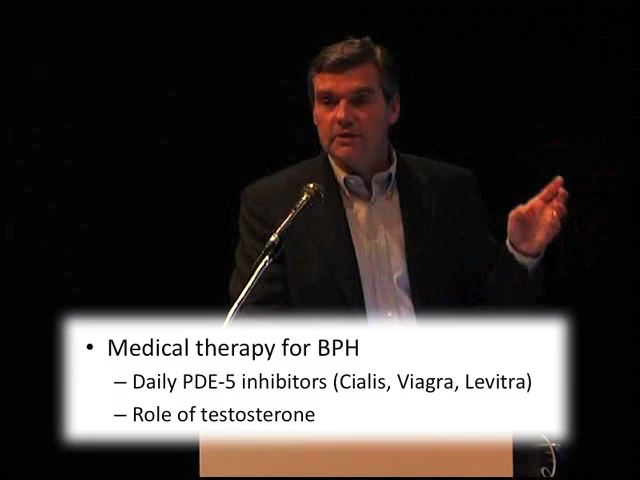 • Medical therapy for BPH
– Daily PDE-5 inhibitors (Cialis, Viagra, Levitra)
– Role of testosterone